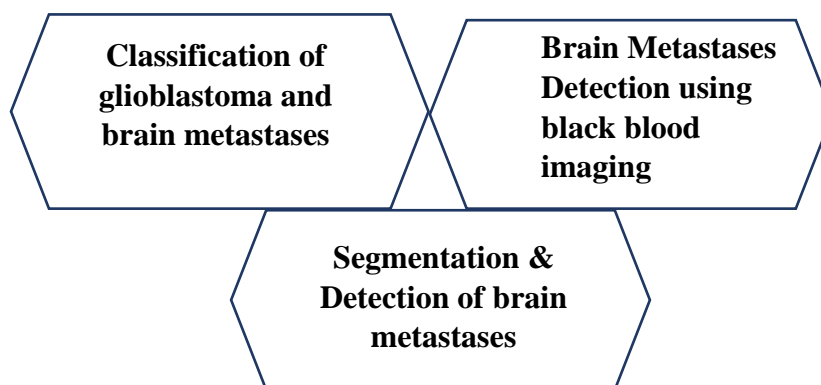 Classification of
glioblastoma and
brain metastases
Brain Metastases
Detection using
black blood
imaging
Segmentation &
Detection of brain
metastases